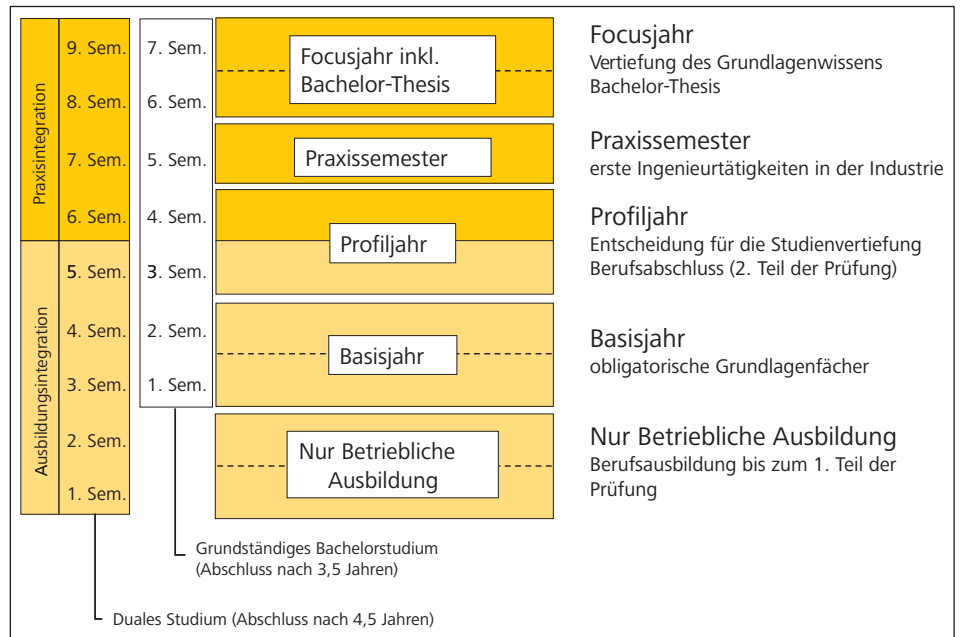 Praxisintegration
Ausbildungsintegration
9. Sem.
8. Sem.
7. Sem.
6. Sem.
5. Sem.
4. Sem.
3. Sem.
2. Sem.
1. Sem.
7. Sem.
6. Sem.
5. Sem.
4. Sem.
3. Sem.
2. Sem.
1. Sem.
Focusjahr inkl.
Bachelor-Thesis
Praxissemester
Profiljahr
Basisjahr
Nur Betriebliche
Ausbildung
Focusjahr
Vertiefung des Grundlagenwissens
Bachelor-Thesis
Praxissemester
erste Ingenieurtätigkeiten in der Industrie
Profiljahr
Entscheidung für die Studienvertiefung
Berufsabschluss (2. Teil der Prüfung)
Basisjahr
obligatorische Grundlagenfächer
Nur Betriebliche Ausbildung
Berufsausbildung bis zum 1. Teil der
Prüfung
Grundständiges Bachelorstudium
(Abschluss nach 3,5 Jahren)
Duales Studium (Abschluss nach 4,5 Jahren)